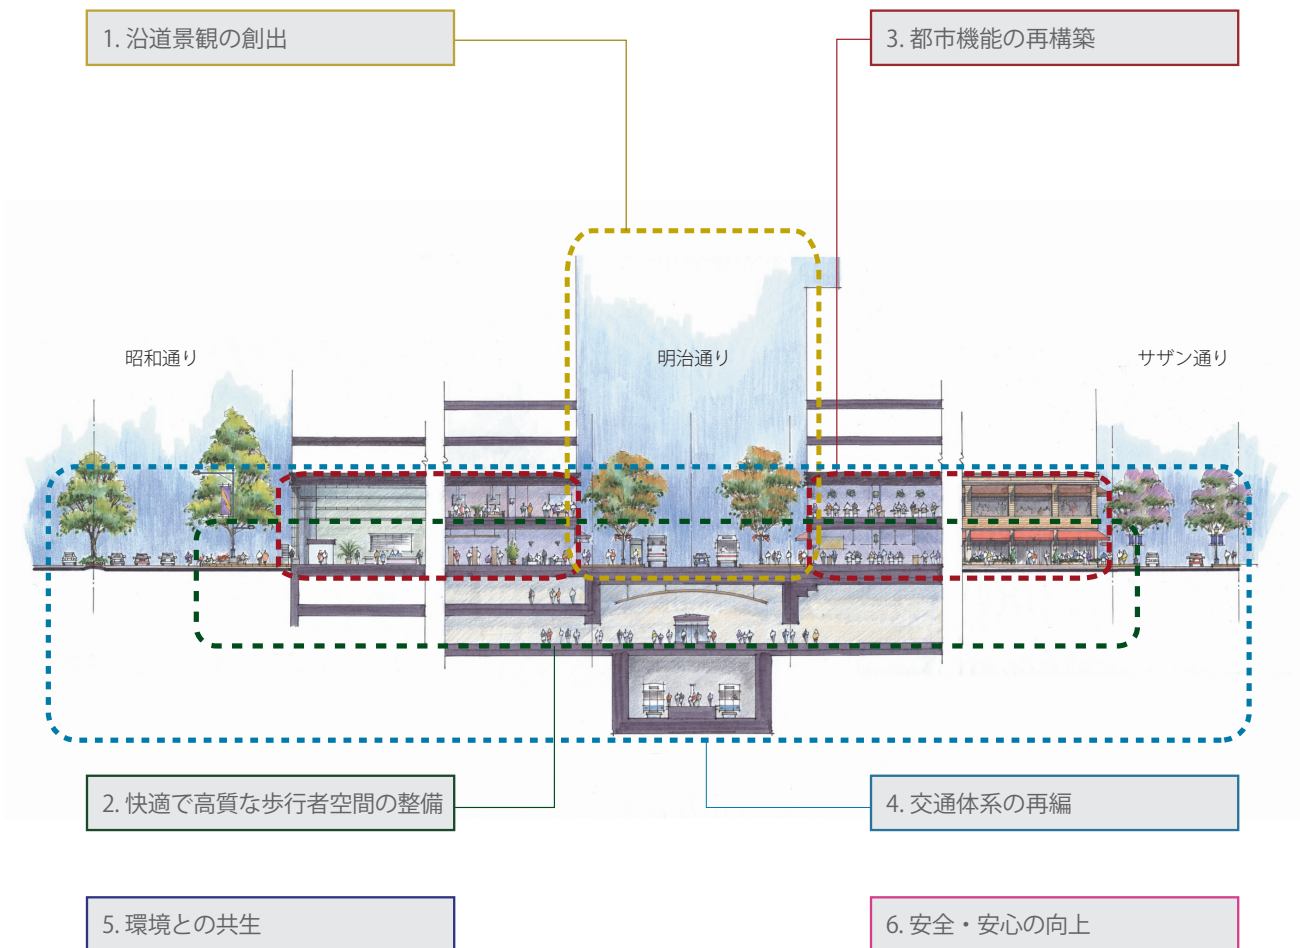 1. 沿道景観の創出
3. 都市機能の再構築
昭和通り
明治通り
サザン通り
2. 快適で高質な歩行者空間の整備
4. 交通体系の再編
5. 環境との共生
6. 安全・安心の向上